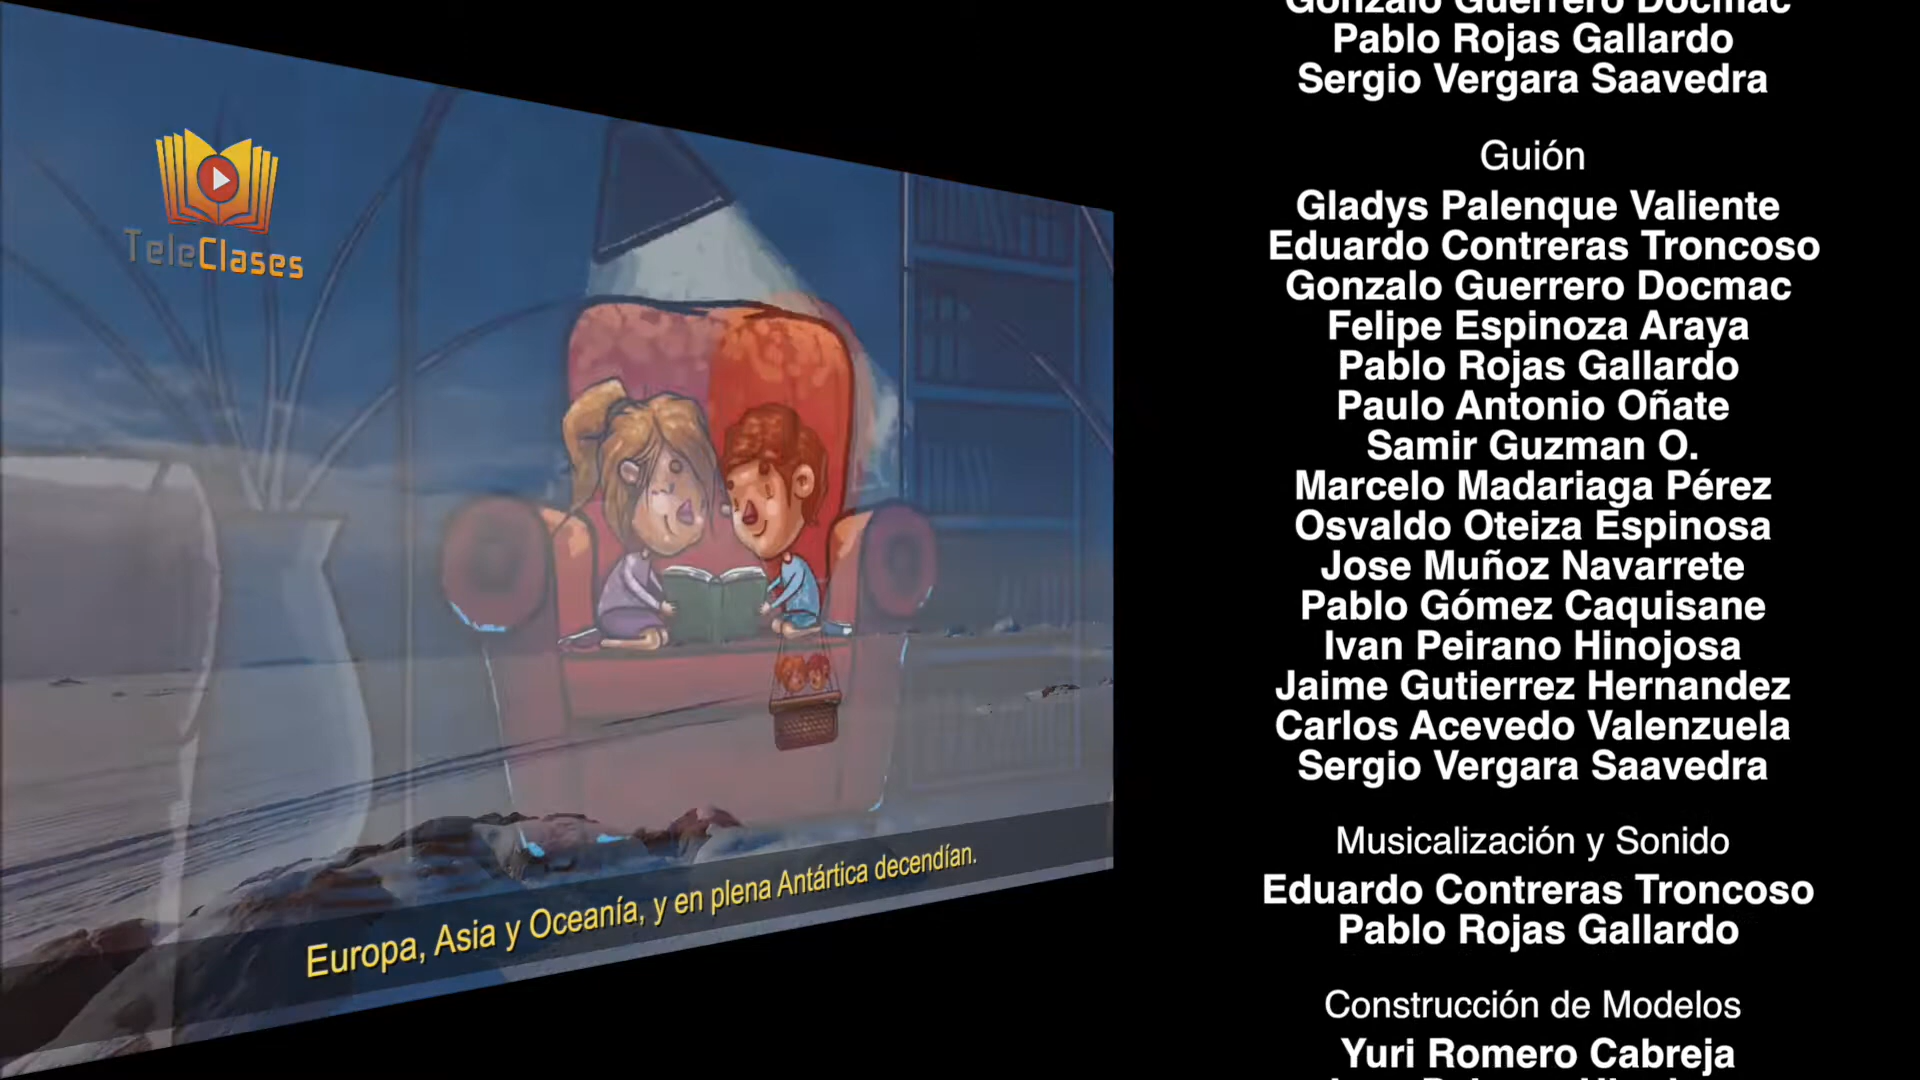 TeleClases
Europa, Asia y Oceanía, y en plena Antártica decendían.
Gonzalo Guerrero Docmac
Pablo Rojas Gallardo
Sergio Vergara Saavedra
Guión
Gladys Palenque Valiente
Eduardo Contreras Troncoso
Gonzalo Guerrero Docmac
Felipe Espinoza Araya
Pablo Rojas Gallardo
Paulo Antonio Oñate
Samir Guzman O.
Marcelo Madariaga Pérez
Osvaldo Oteiza Espinosa
Jose Muñoz Navarrete
Pablo Gómez Caquisane
Ivan Peirano Hinojosa
Jaime Gutierrez Hernandez
Carlos Acevedo Valenzuela
Sergio Vergara Saavedra
Musicalización y Sonido
Eduardo Contreras Troncoso
Pablo Rojas Gallardo
Construcción de Modelos
Yuri Romero Cabreja